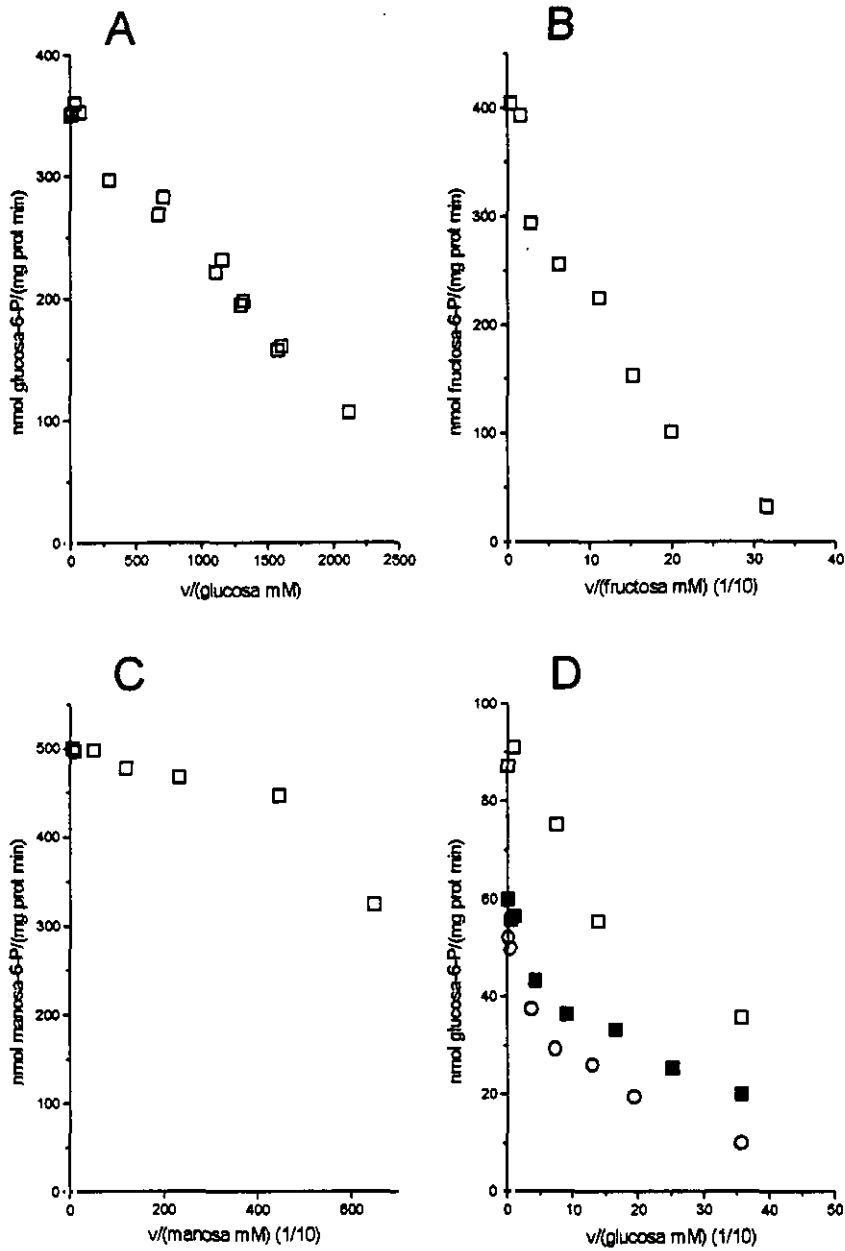 A
B
400
300
200
100
0
nmol glucosa-6-P/(mg prot min)
0 500 1000 1500 2000 2500
v/(glucosa mM)
400
300
200
100
0
nmol fructosa-6-P/(mg prot min)
0 10 20 30 40
v/(fructosa mM) (1/10)
C
D
500
400
300
200
100
0
nmol manosa-6-P/(mg prot min)
0 200 400 600
v/(manosa mM) (1/10)
100
80
60
40
20
0
nmol glucosa-6-P/(mg prot min)
0 10 20 30 40 50
v/(glucosa mM) (1/10)